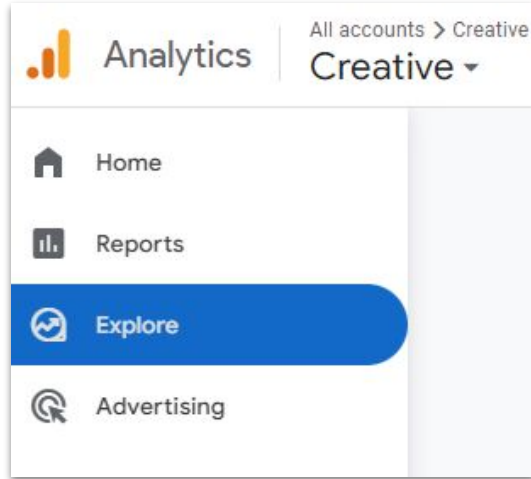 Analytics
All accounts > Creative
Creative
Home
Reports
Explore
Advertising